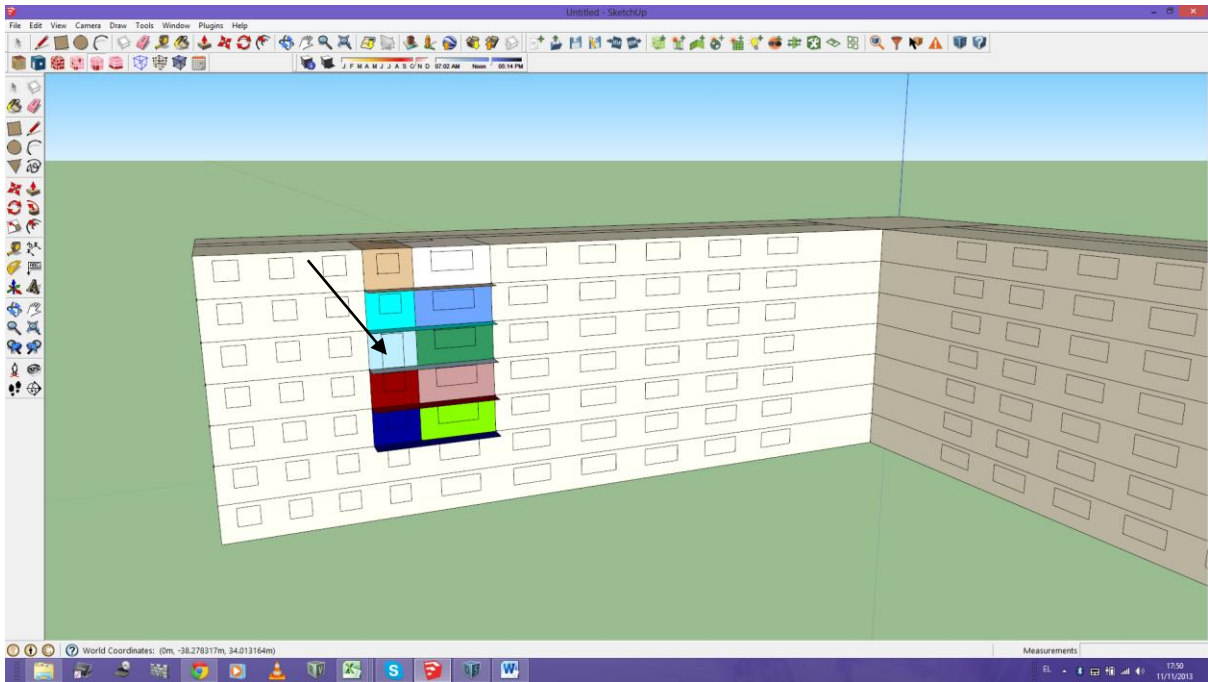 Untitled - SketchUp
File Edit View Camera Draw Tools Window Plugins Help
J F M A M J J A S O N D 07:02 AM Noon 05:14 PM
World Coordinates: (0m, -38.278317m, 34.013164m)
Measurements
EL 17:50
11/11/2013